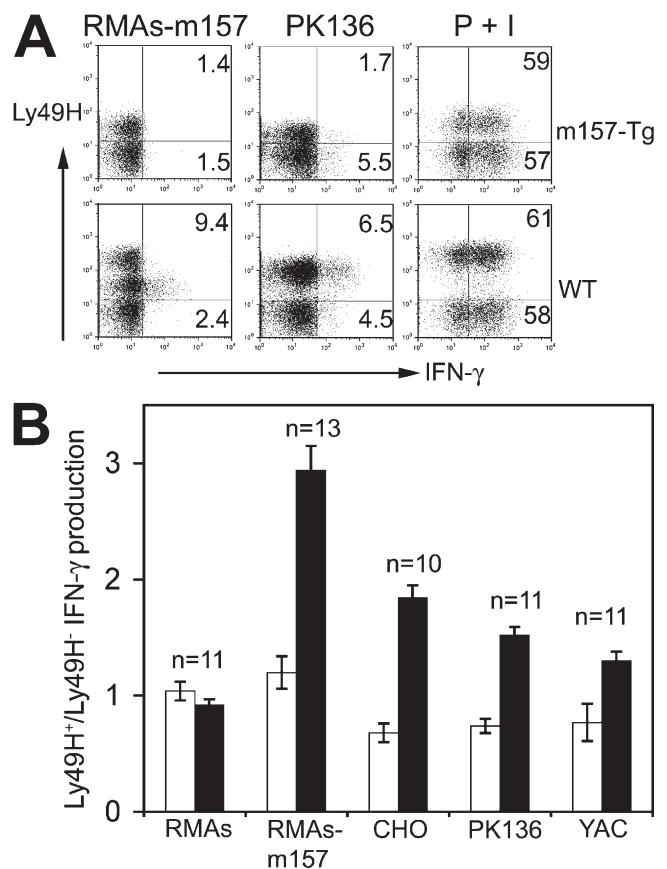 A
RMAs-m157 PK136 P + I
Ly49H
1.4 1.7 59
1.5 5.5 57
m157-Tg
9.4 6.5 61
2.4 4.5 58
WT
IFN-γ
B
Ly49H⁺/Ly49H⁻ IFN-γ production
3
2
1
0
n=11
n=13
n=10
n=11
n=11
RMAs
RMAs-
m157
CHO
PK136
YAC